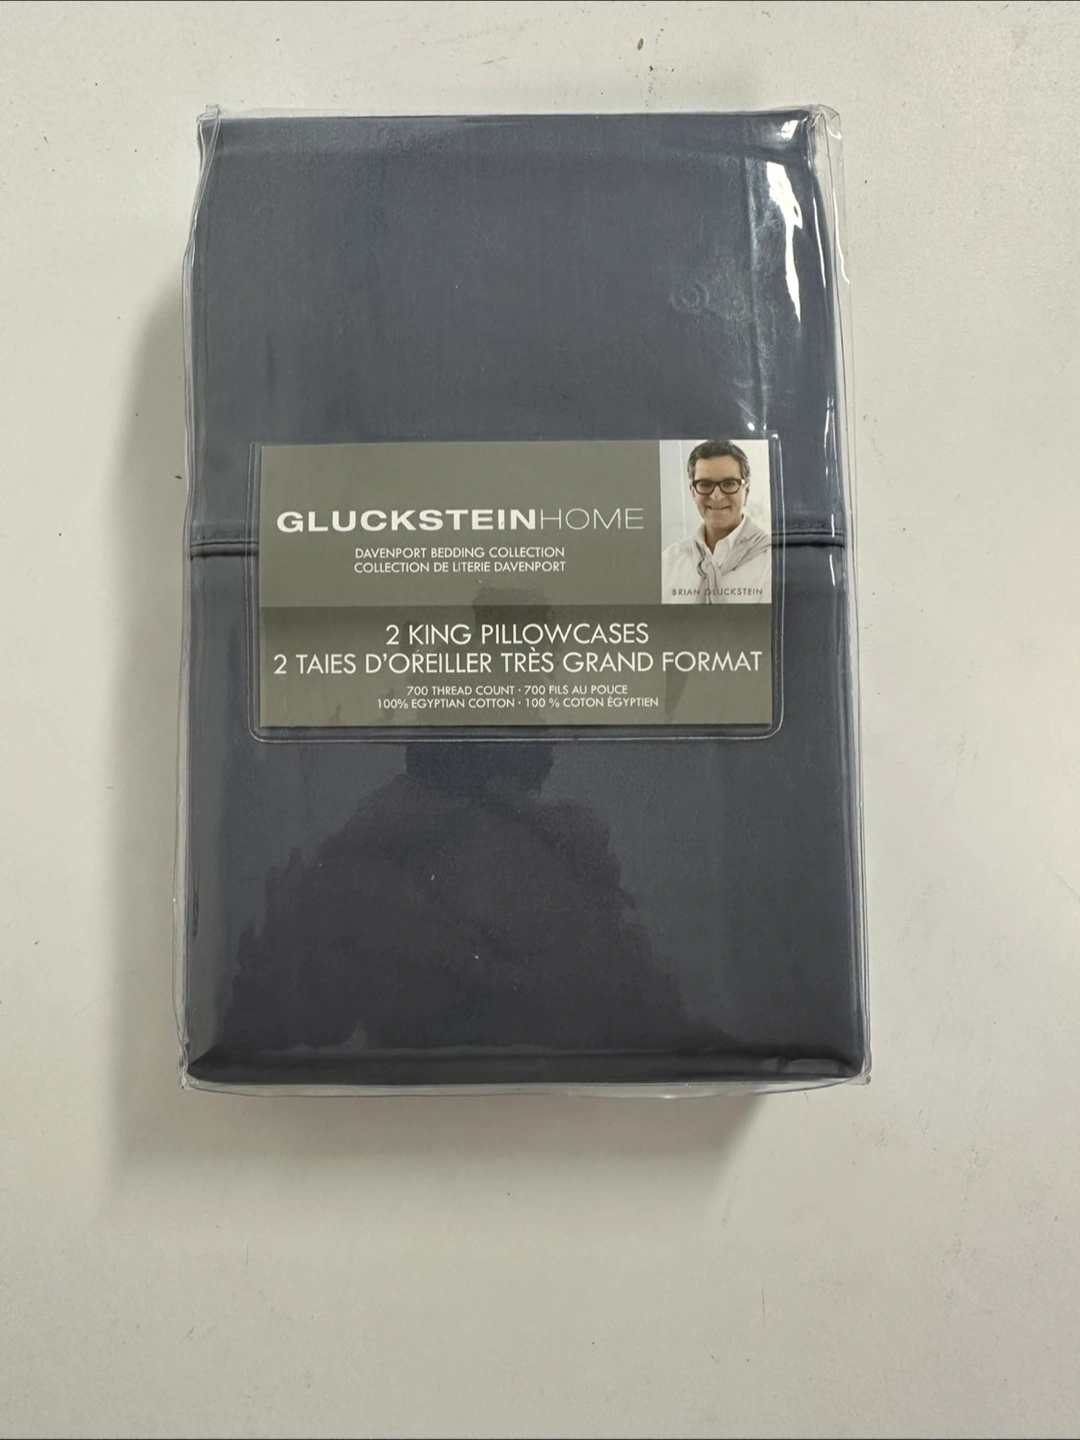 GLUCKSTEINHOME
DAVENPORT BEDDING COLLECTION
COLLECTION DE LITERIE DAVENPORT
BRIAN GLUCKSTEIN
2 KING PILLOWCASES
2 TAIES D'OREILLER TRÈS GRAND FORMAT
700 THREAD COUNT · 700 FILS AU POUCE
100% EGYPTIAN COTTON · 100 % COTON ÉGYPTIEN